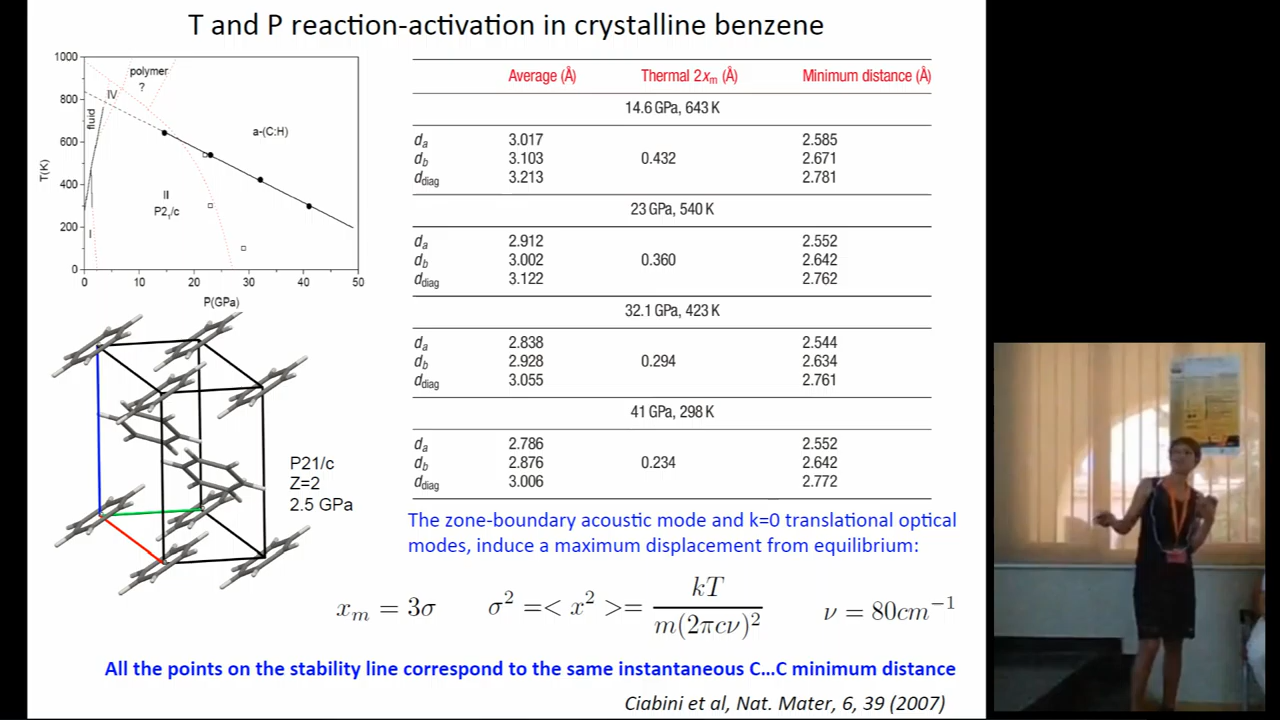 T and P reaction-activation in crystalline benzene
1000
800
600
400
200
0
T(K)
0 10 20 30 40 50
P(GPa)
polymer
?
IV
fluid
a-(C:H)
II
P2₁/c
I
Average (Å) Thermal 2xₘ (Å) Minimum distance (Å)
14.6 GPa, 643 K
dₐ 3.017 2.585
d_b 3.103 0.432 2.671
d_diag 3.213 2.781
23 GPa, 540 K
dₐ 2.912 2.552
d_b 3.002 0.360 2.642
d_diag 3.122 2.762
32.1 GPa, 423 K
dₐ 2.838 2.544
d_b 2.928 0.294 2.634
d_diag 3.055 2.761
41 GPa, 298 K
dₐ 2.786 2.552
d_b 2.876 0.234 2.642
d_diag 3.006 2.772
P21/c
Z=2
2.5 GPa
The zone-boundary acoustic mode and k=0 translational optical
modes, induce a maximum displacement from equilibrium:
xₘ = 3σ σ² =< x² >= kT / m(2πcν)² ν = 80cm⁻¹
All the points on the stability line correspond to the same instantaneous C…C minimum distance
Ciabini et al, Nat. Mater, 6, 39 (2007)